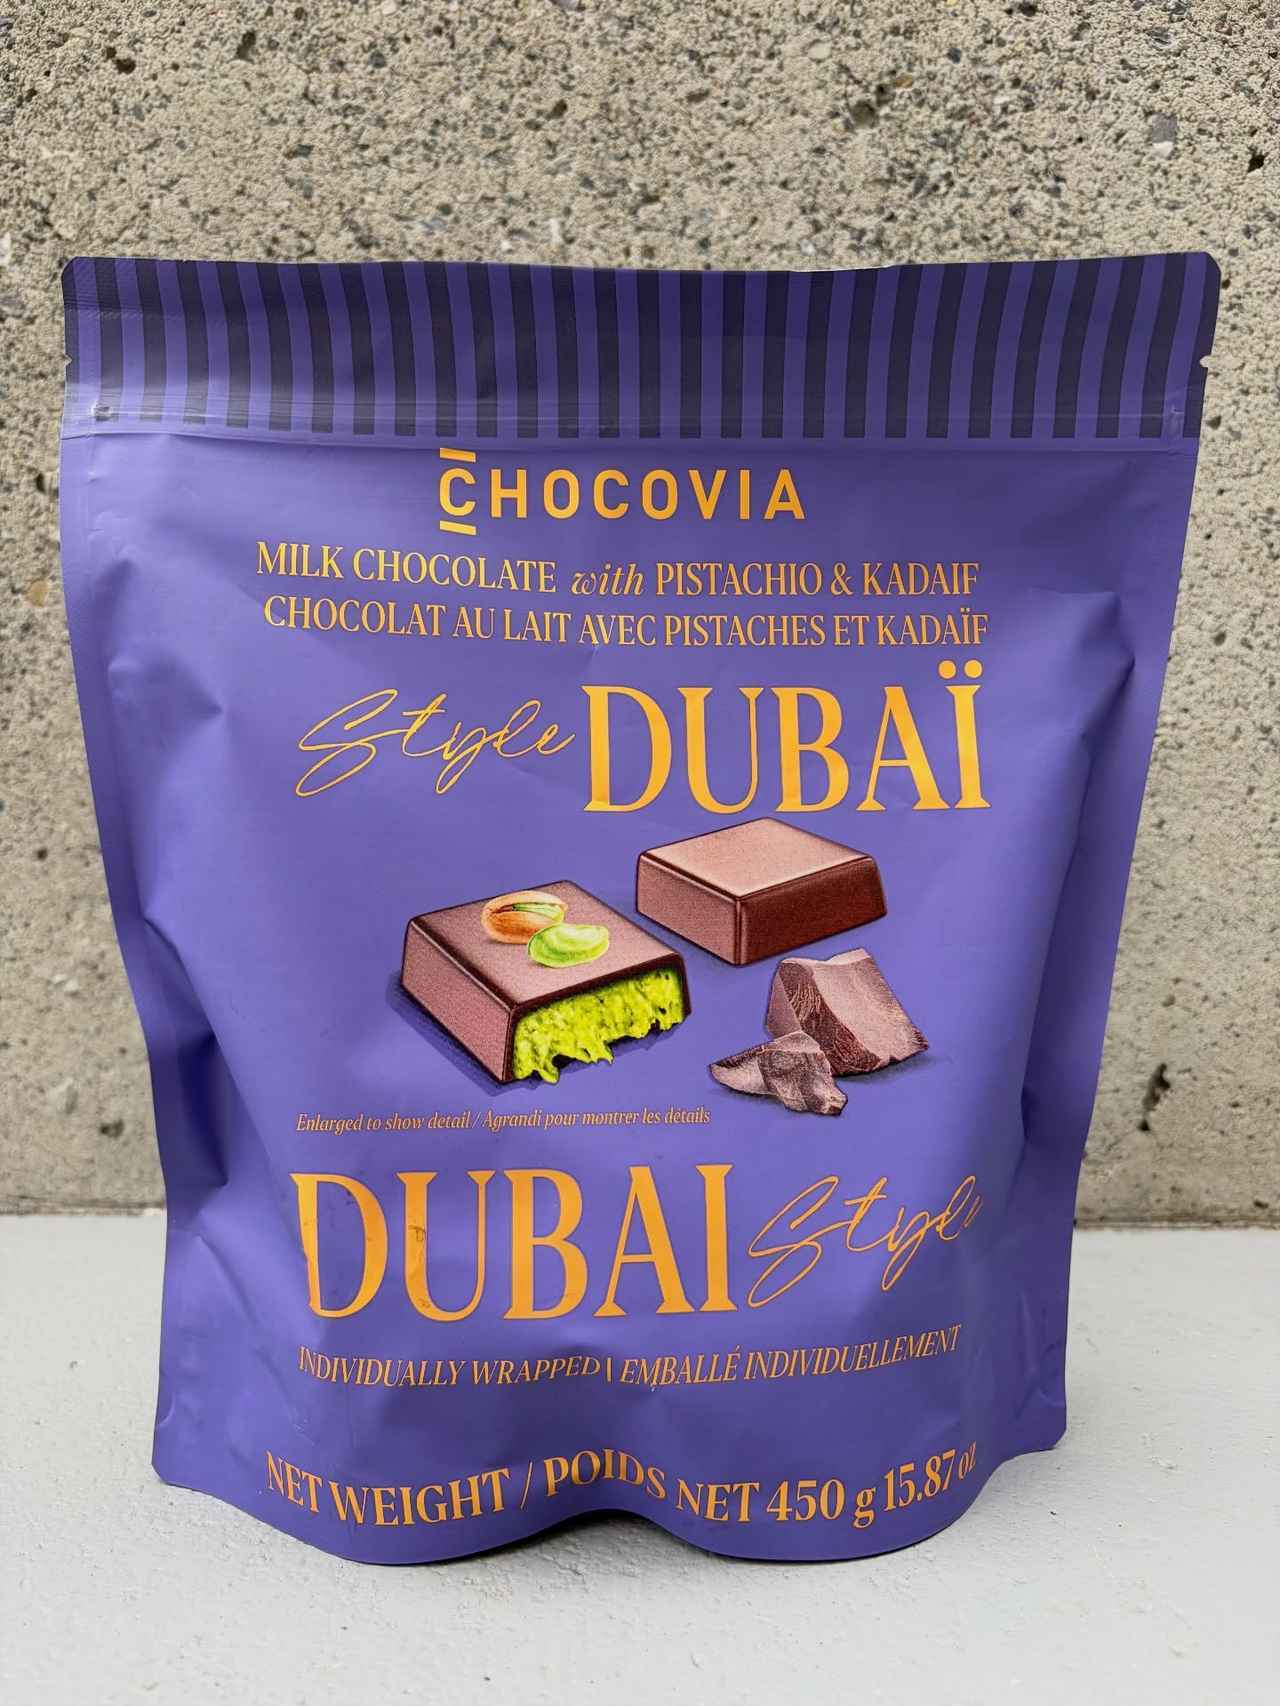 CHOCOVIA
MILK CHOCOLATE with PISTACHIO & KADAIF
CHOCOLAT AU LAIT AVEC PISTACHES ET KADAÏF
Style DUBAÏ
Enlarged to show detail / Agrandi pour montrer les détails
DUBAI Style
INDIVIDUALLY WRAPPED | EMBALLÉ INDIVIDUELLEMENT
NET WEIGHT / POIDS NET 450 g 15.87 oz